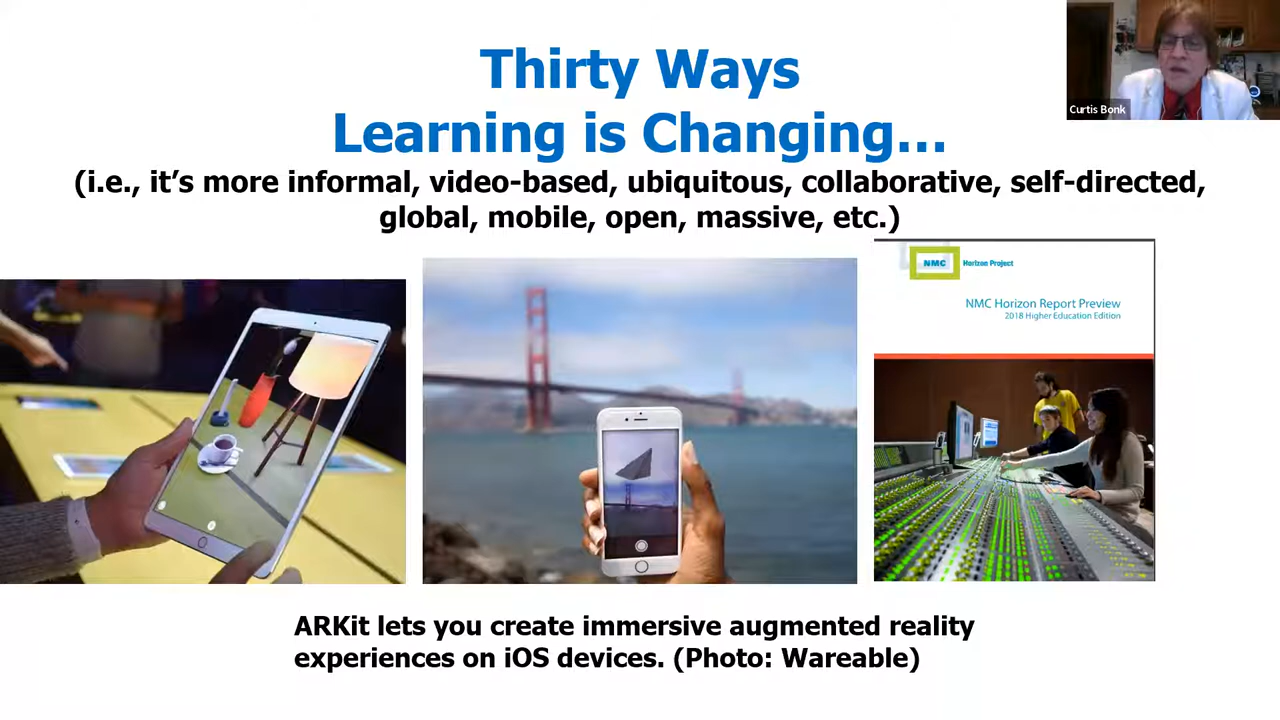 Thirty Ways
Learning is Changing...
(i.e., it's more informal, video-based, ubiquitous, collaborative, self-directed,
global, mobile, open, massive, etc.)
Curtis Bonk
NMC Horizon Project
NMC Horizon Report Preview
2018 Higher Education Edition
ARKit lets you create immersive augmented reality
experiences on iOS devices. (Photo: Wareable)